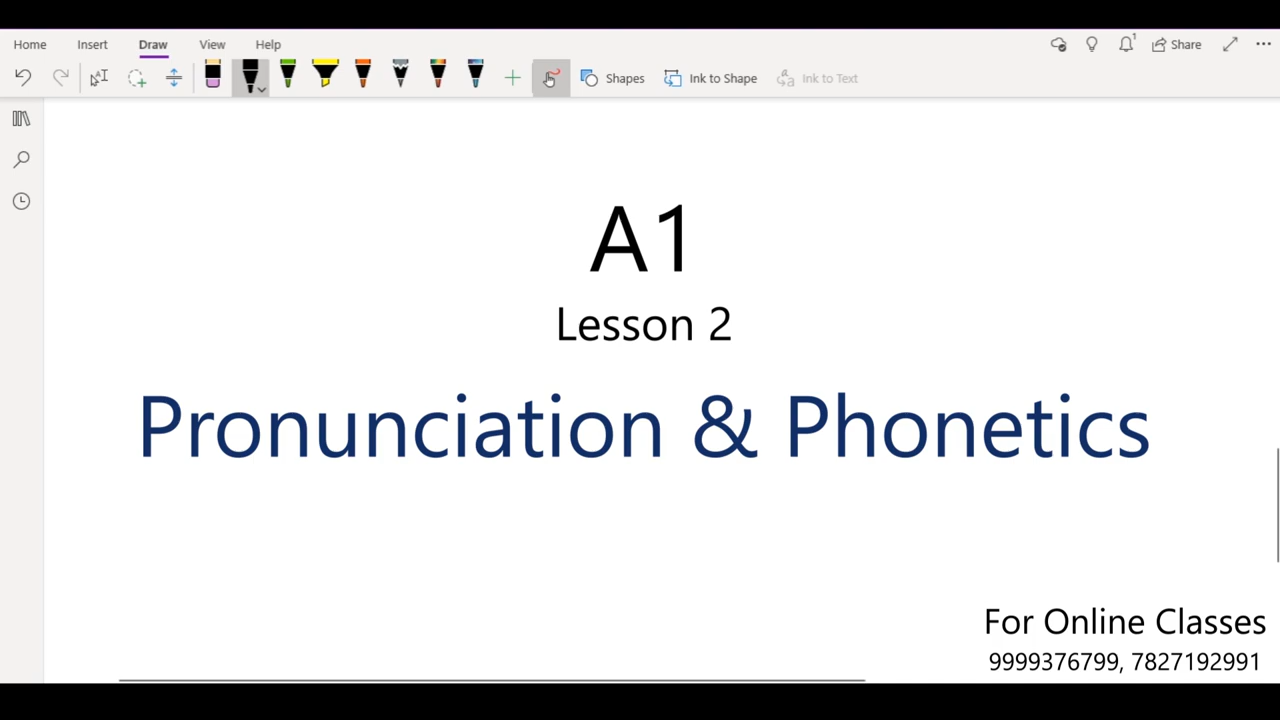 Home Insert Draw View Help
1 Share
Shapes Ink to Shape Ink to Text
A1
Lesson 2
Pronunciation & Phonetics
For Online Classes
9999376799, 7827192991